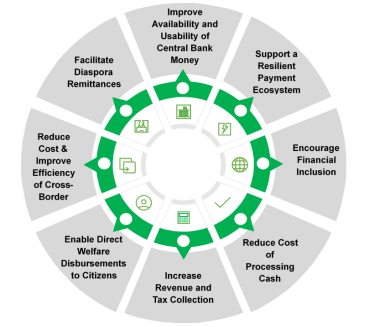 Improve
Availability and
Usability of
Central Bank
Money
Support a
Resilient
Payment
Ecosystem
Encourage
Financial
Inclusion
Reduce Cost
of
Processing
Cash
Increase
Revenue and
Tax Collection
Enable Direct
Welfare
Disbursements
to Citizens
Reduce
Cost &
Improve
Efficiency
of Cross-
Border
Facilitate
Diaspora
Remittances